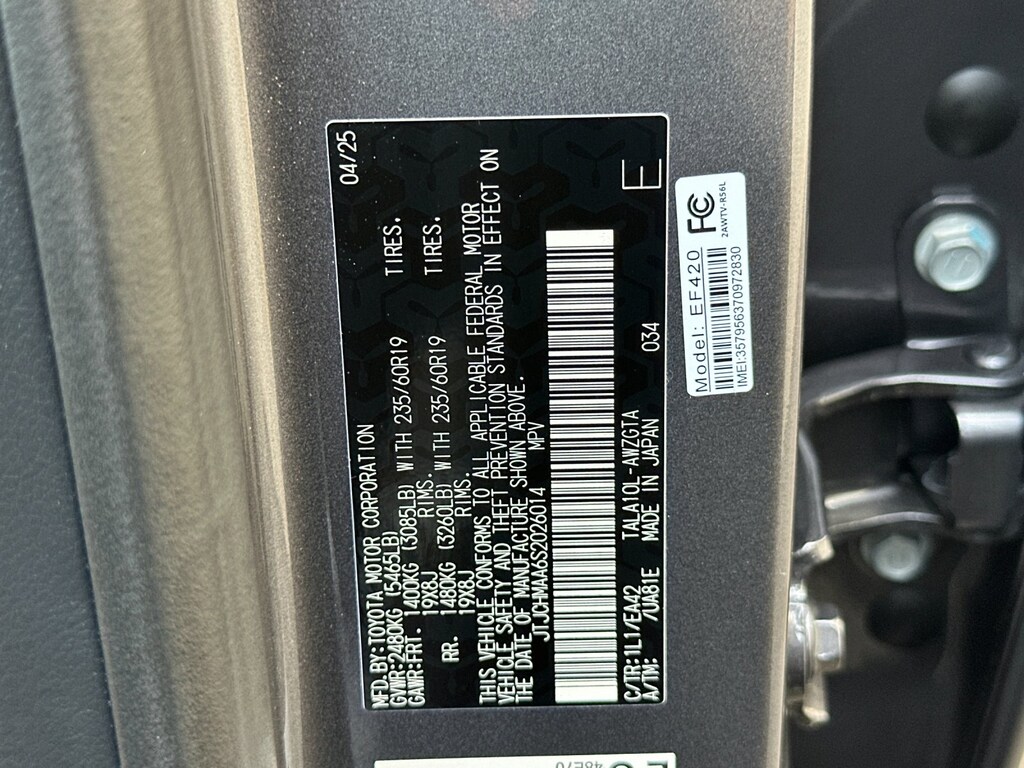 MFD.BY:TOYOTA MOTOR CORPORATION 04/25
GVWR:2480KG (5465LB)
GAWR:FRT. 1400KG (3085LB) WITH 235/60R19 TIRES.
19X8J RIMS.
RR. 1480KG (3260LB) WITH 235/60R19 TIRES.
19X8J RIMS.
THIS VEHICLE CONFORMS TO ALL APPLICABLE FEDERAL MOTOR
VEHICLE SAFETY AND THEFT PREVENTION STANDARDS IN EFFECT ON
THE DATE OF MANUFACTURE SHOWN ABOVE.
JTJCHMAA6S2026014 MPV
C/TR:1L1/EA42 TALA10L-AWZGTA 034
A/TM: /UA81E MADE IN JAPAN
E
Model: EF420
FC
2AWTV-R56L
IMEI:357956370972830
48E70